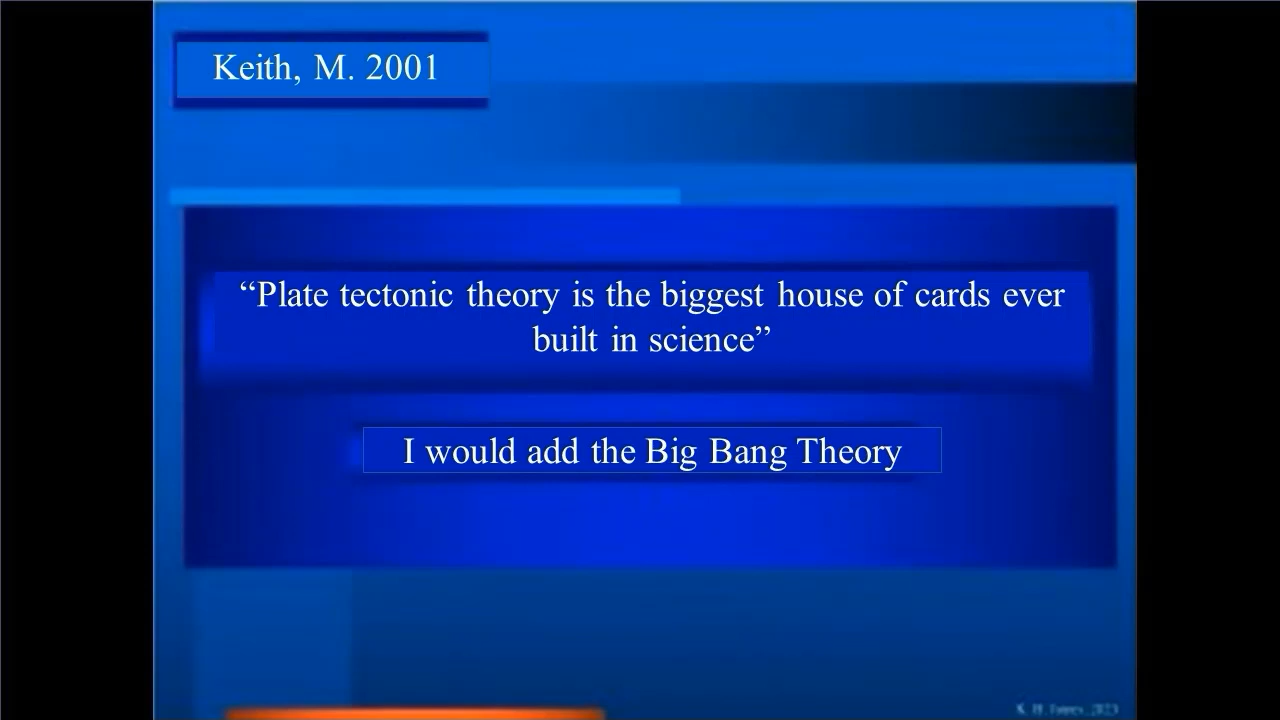 Keith, M. 2001
“Plate tectonic theory is the biggest house of cards ever
built in science”
I would add the Big Bang Theory